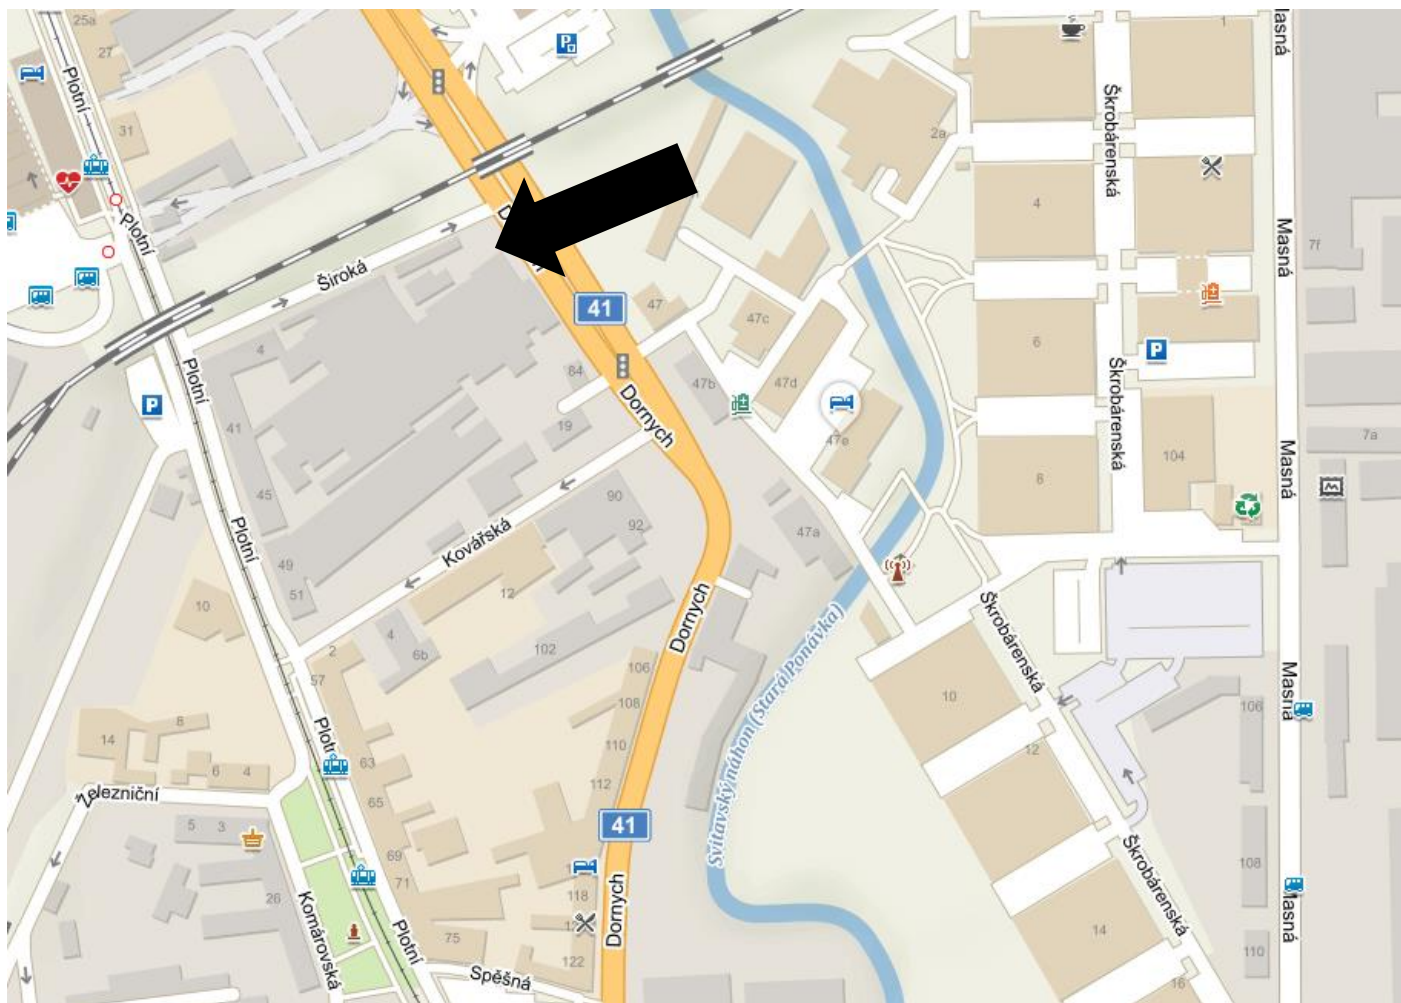 25a
27
Plotní
31
Plotní
Široká
4
41
45
49
51
Plotní
Plotní
10
8
14
6
4
Železniční
5
3
26
Komárovská
2
57
Plotní
63
65
69
71
Plotní
75
Spěšná
Kovářská
4
6b
12
102
90
92
19
84
41
Dornych
Dornych
106
108
110
112
118
122
41
Dornych
47
47c
47b
47d
47e
47a
Svitavský náhon (Stará Ponávka)
2a
1
4
6
8
104
Škrobárenská
Škrobárenská
Škrobárenská
Škrobárenská
10
12
14
16
Masná
Masná
Masná
Masná
Masná
7f
7a
106
108
110
P
P
P